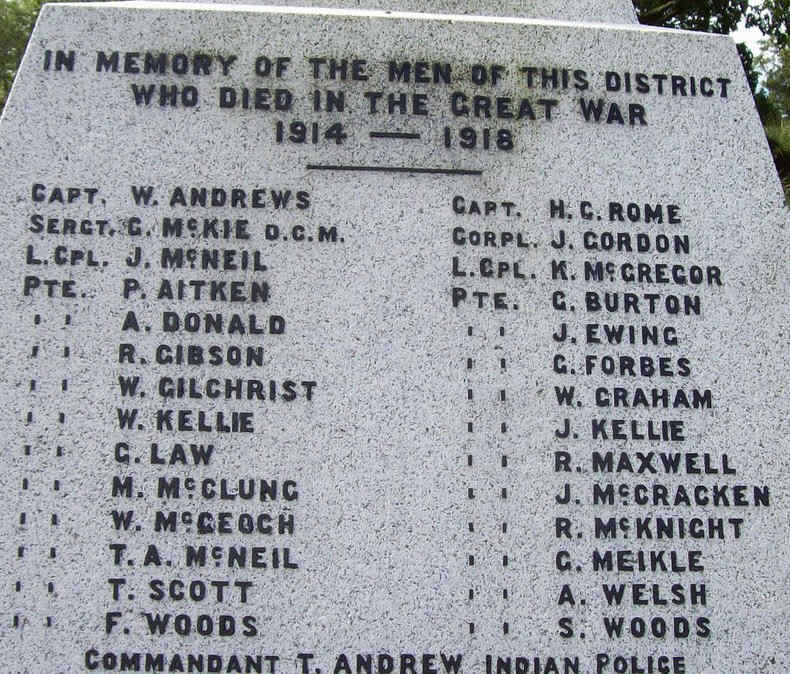 IN MEMORY OF THE MEN OF THIS DISTRICT
WHO DIED IN THE GREAT WAR
1914 — 1918
CAPT. W. ANDREWS
SERGT. G. McKIE D.C.M.
L.CPL. J. McNEIL
PTE. P. AITKEN
" A. DONALD
" R. GIBSON
" W. GILCHRIST
" W. KELLIE
" G. LAW
" M. McCLUNG
" W. McGEOCH
" T. A. McNEIL
" T. SCOTT
" F. WOODS
CAPT. H. G. ROME
CORPL. J. GORDON
L.CPL. K. McGREGOR
PTE. G. BURTON
" J. EWING
" G. FORBES
" W. GRAHAM
" J. KELLIE
" R. MAXWELL
" J. McCRACKEN
" R. McKNIGHT
" G. MEIKLE
" A. WELSH
" S. WOODS
COMMANDANT T. ANDREW INDIAN POLICE